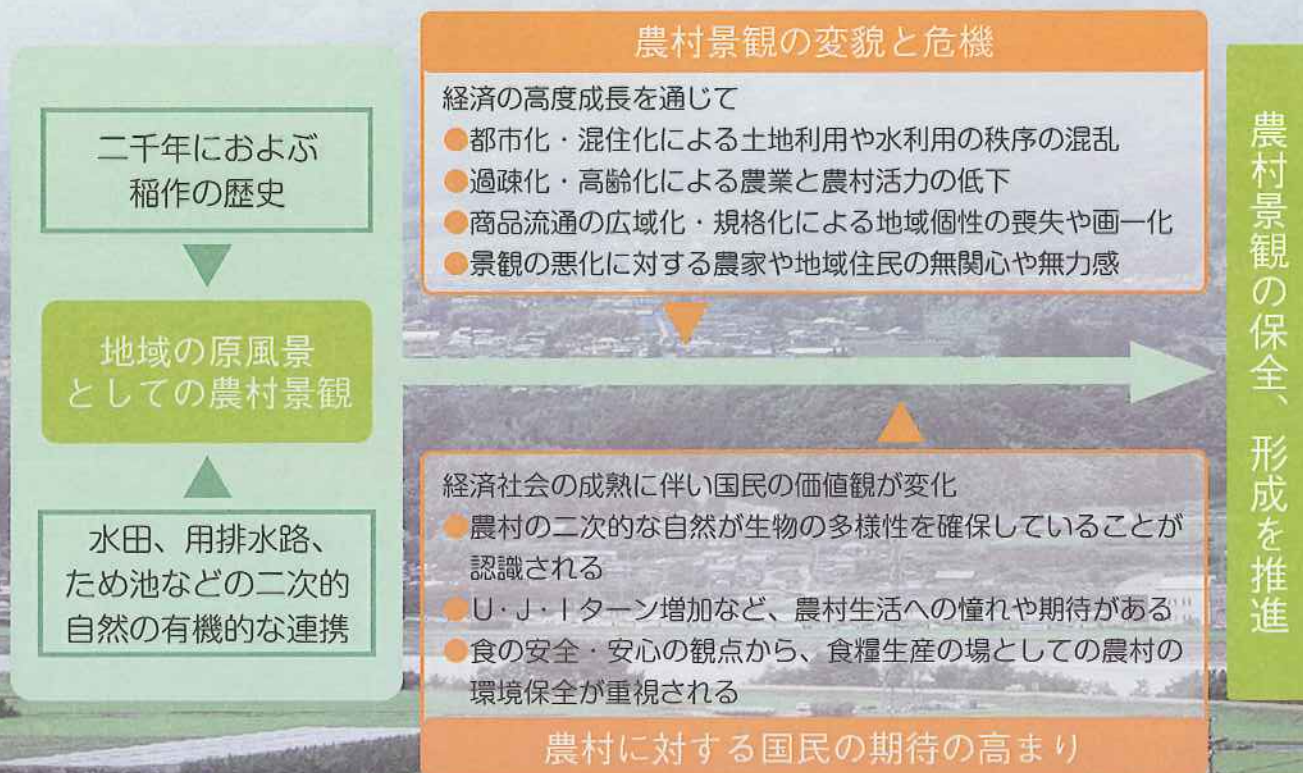 二千年におよぶ
稲作の歴史
地域の原風景
としての農村景観
水田、用排水路、
ため池などの二次的
自然の有機的な連携
農村景観の変貌と危機
経済の高度成長を通じて
●都市化・混住化による土地利用や水利用の秩序の混乱
●過疎化・高齢化による農業と農村活力の低下
●商品流通の広域化・規格化による地域個性の喪失や画一化
●景観の悪化に対する農家や地域住民の無関心や無力感
経済社会の成熟に伴い国民の価値観が変化
●農村の二次的な自然が生物の多様性を確保していることが
認識される
●U・J・Iターン増加など、農村生活への憧れや期待がある
●食の安全・安心の観点から、食糧生産の場としての農村の
環境保全が重視される
農村に対する国民の期待の高まり
農村景観の保全、形成を推進